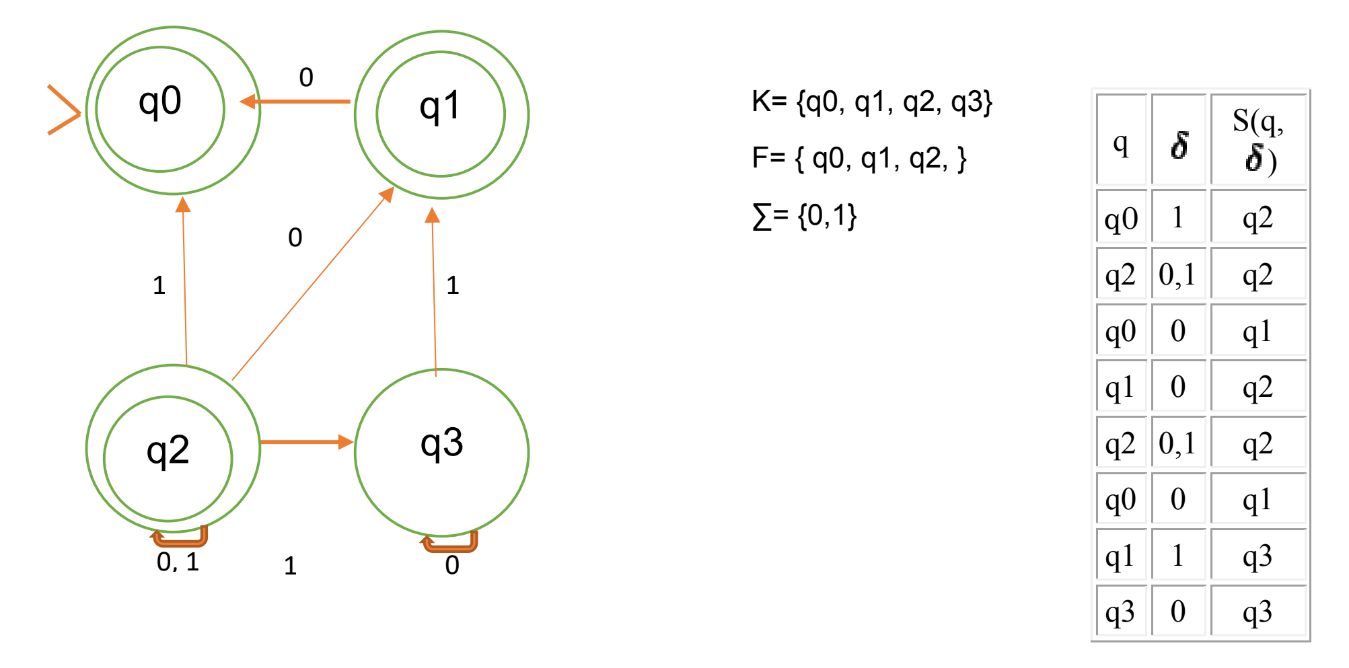 q0
0
q1
0
1
1
q2
q3
0, 1
1
0
K= {q0, q1, q2, q3}
F= { q0, q1, q2, }
∑= {0,1}
q δ S(q, δ)
q0 1 q2
q2 0,1 q2
q0 0 q1
q1 0 q2
q2 0,1 q2
q0 0 q1
q1 1 q3
q3 0 q3